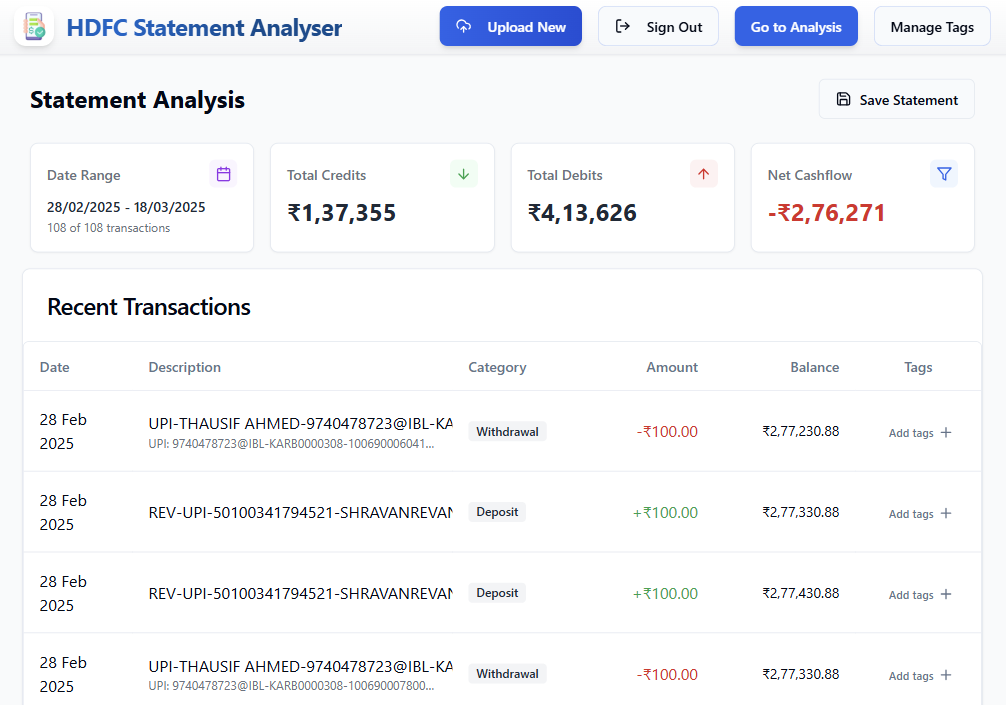 HDFC Statement Analyser
Upload New
Sign Out
Go to Analysis
Manage Tags
Statement Analysis
Save Statement
Date Range
28/02/2025 - 18/03/2025
108 of 108 transactions
Total Credits
₹1,37,355
Total Debits
₹4,13,626
Net Cashflow
-₹2,76,271
Recent Transactions
Date Description Category Amount Balance Tags
28 Feb 2025
UPI-THAUSIF AHMED-9740478723@IBL-KA
UPI: 9740478723@IBL-KARB0000308-100690006041...
Withdrawal -₹100.00 ₹2,77,230.88 Add tags +
28 Feb 2025
REV-UPI-50100341794521-SHRAVANREVAN
Deposit +₹100.00 ₹2,77,330.88 Add tags +
28 Feb 2025
REV-UPI-50100341794521-SHRAVANREVAN
Deposit +₹100.00 ₹2,77,430.88 Add tags +
28 Feb 2025
UPI-THAUSIF AHMED-9740478723@IBL-KA
UPI: 9740478723@IBL-KARB0000308-100690007800...
Withdrawal -₹100.00 ₹2,77,330.88 Add tags +